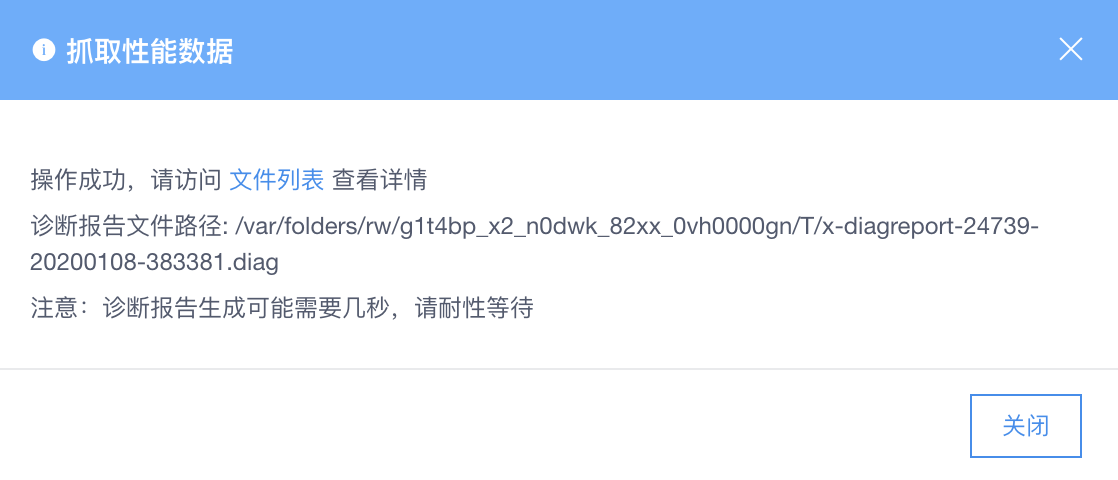 抓取性能数据
操作成功，请访问 文件列表 查看详情
诊断报告文件路径: /var/folders/rw/g1t4bp_x2_n0dwk_82xx_0vh0000gn/T/x-diagreport-24739-
20200108-383381.diag
注意：诊断报告生成可能需要几秒，请耐性等待
关闭